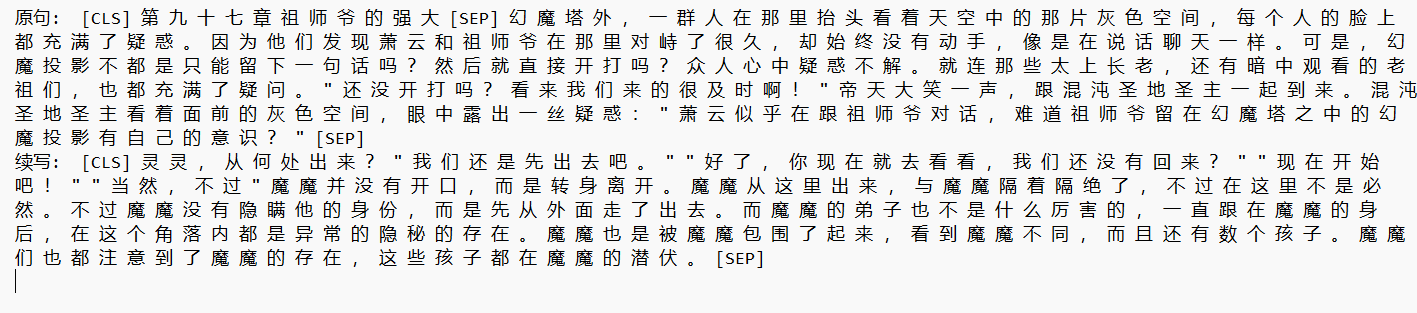 原句： [CLS] 第 九 十 七 章 祖 师 爷 的 强 大 [SEP] 幻 魔 塔 外 ， 一 群 人 在 那 里 抬 头 看 着 天 空 中 的 那 片 灰 色 空 间 ， 每 个 人 的 脸 上
都 充 满 了 疑 惑 。 因 为 他 们 发 现 萧 云 和 祖 师 爷 在 那 里 对 峙 了 很 久 ， 却 始 终 没 有 动 手 ， 像 是 在 说 话 聊 天 一 样 。 可 是 ， 幻
魔 投 影 不 都 是 只 能 留 下 一 句 话 吗 ？ 然 后 就 直 接 开 打 吗 ？ 众 人 心 中 疑 惑 不 解 。 就 连 那 些 太 上 长 老 ， 还 有 暗 中 观 看 的 老
祖 们 ， 也 都 充 满 了 疑 问 。 " 还 没 开 打 吗 ？ 看 来 我 们 来 的 很 及 时 啊 ！ " 帝 天 大 笑 一 声 ， 跟 混 沌 圣 地 圣 主 一 起 到 来 。 混 沌
圣 地 圣 主 看 着 面 前 的 灰 色 空 间 ， 眼 中 露 出 一 丝 疑 惑 ： " 萧 云 似 乎 在 跟 祖 师 爷 对 话 ， 难 道 祖 师 爷 留 在 幻 魔 塔 之 中 的 幻
魔 投 影 有 自 己 的 意 识 ？ " [SEP]
续写： [CLS] 灵 灵 ， 从 何 处 出 来 ？ " 我 们 还 是 先 出 去 吧 。 " " 好 了 ， 你 现 在 就 去 看 看 ， 我 们 还 没 有 回 来 ？ " " 现 在 开 始
吧 ！ " " 当 然 ， 不 过 " 魔 魔 并 没 有 开 口 ， 而 是 转 身 离 开 。 魔 魔 从 这 里 出 来 ， 与 魔 魔 隔 着 隔 绝 了 ， 不 过 在 这 里 不 是 必
然 。 不 过 魔 魔 没 有 隐 瞒 他 的 身 份 ， 而 是 先 从 外 面 走 了 出 去 。 而 魔 魔 的 弟 子 也 不 是 什 么 厉 害 的 ， 一 直 跟 在 魔 魔 的 身
后 ， 在 这 个 角 落 内 都 是 异 常 的 隐 秘 的 存 在 。 魔 魔 也 是 被 魔 魔 包 围 了 起 来 ， 看 到 魔 魔 不 同 ， 而 且 还 有 数 个 孩 子 。 魔 魔
们 也 都 注 意 到 了 魔 魔 的 存 在 ， 这 些 孩 子 都 在 魔 魔 的 潜 伏 。 [SEP]